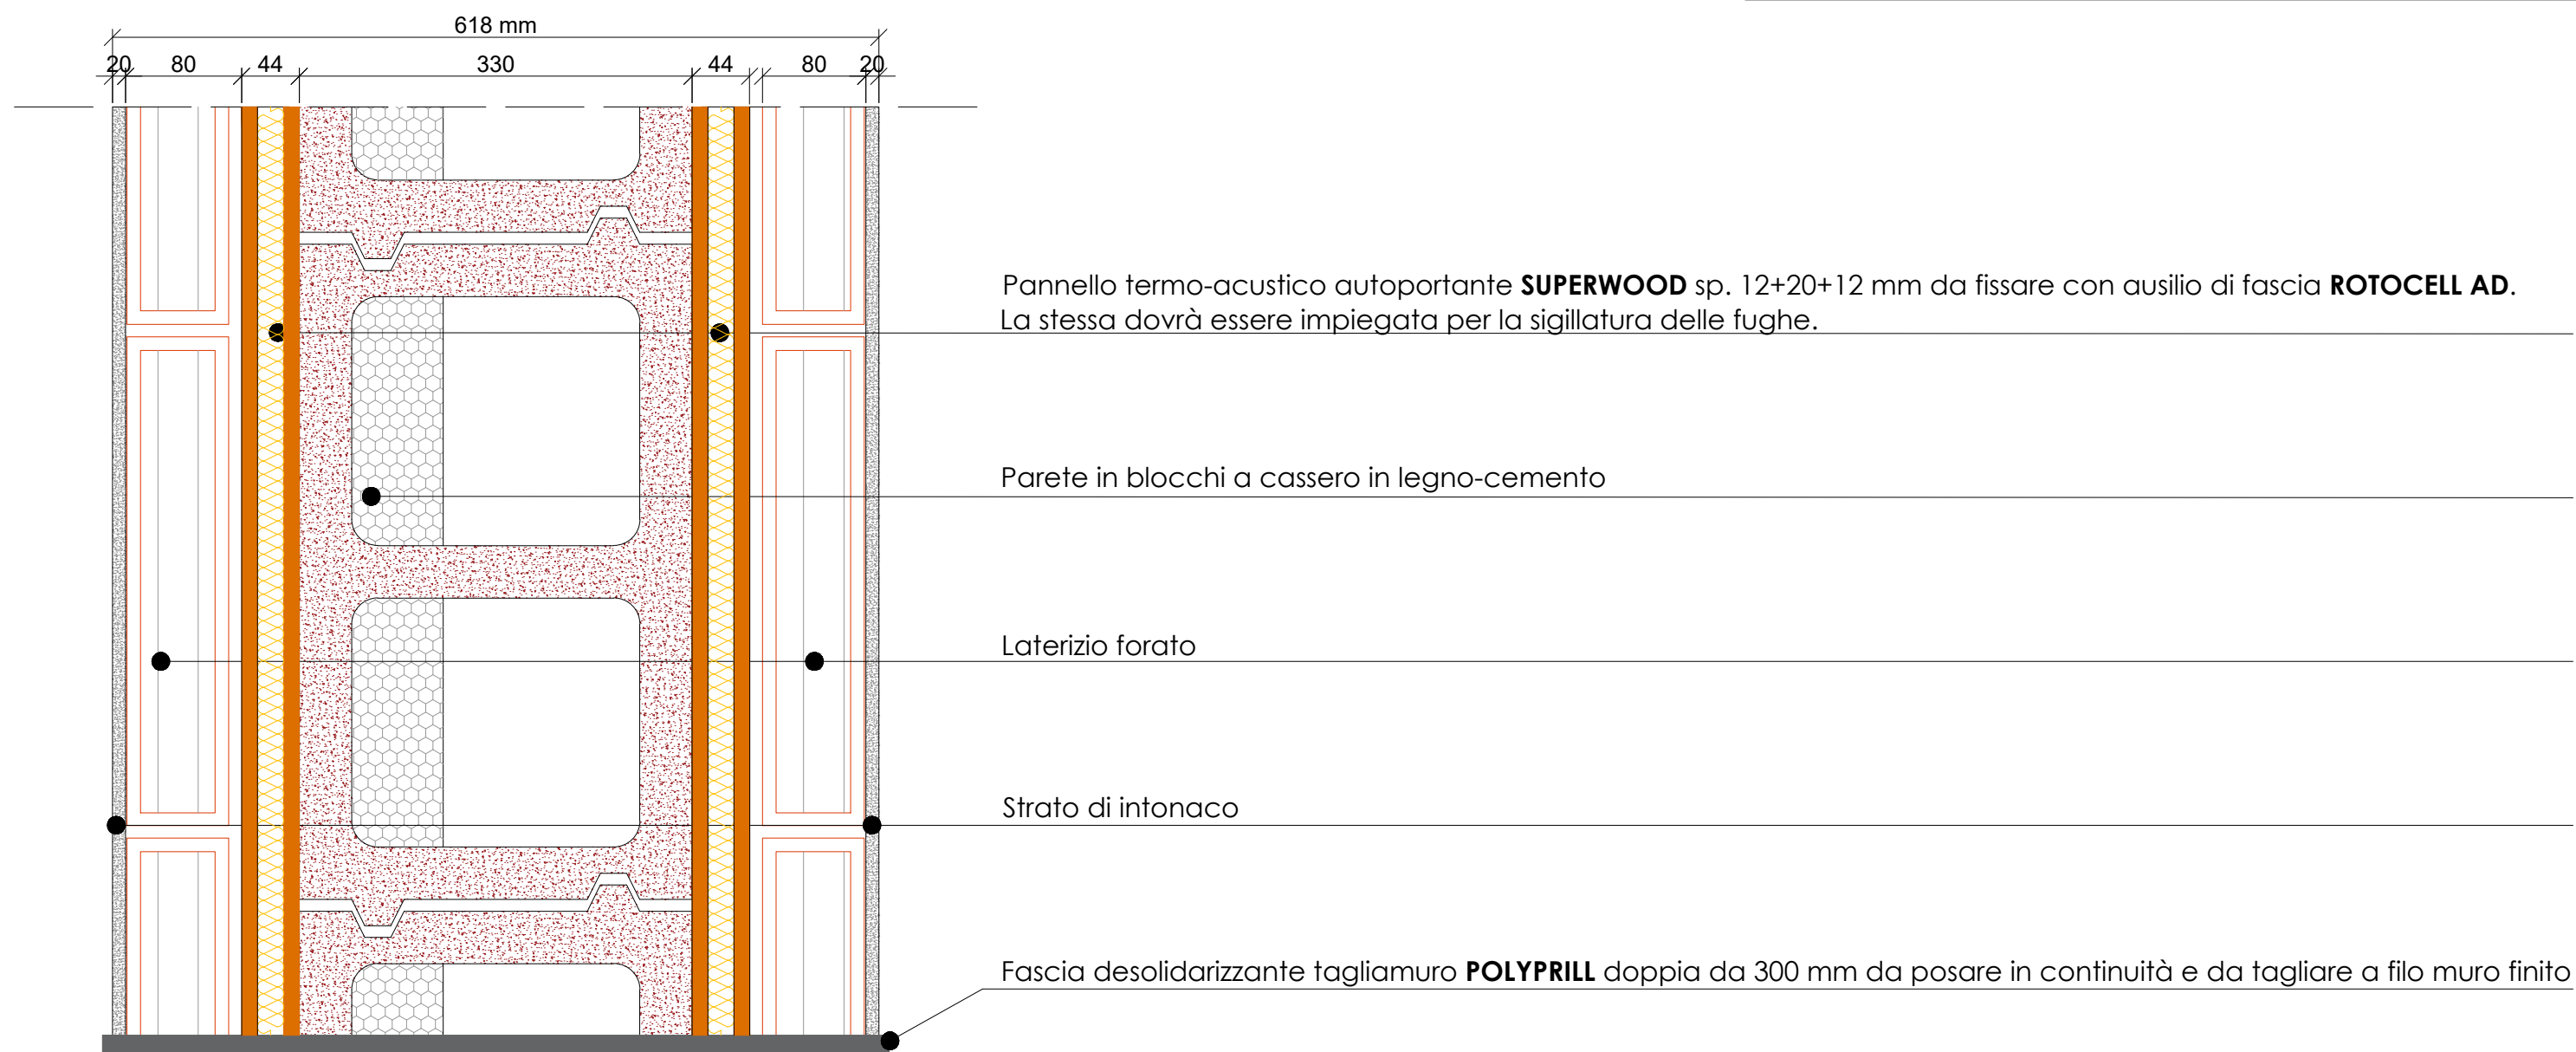 618 mm
20 80 44 330 44 80 20
Pannello termo-acustico autoportante SUPERWOOD sp. 12+20+12 mm da fissare con ausilio di fascia ROTOCELL AD.
La stessa dovrà essere impiegata per la sigillatura delle fughe.
Parete in blocchi a cassero in legno-cemento
Laterizio forato
Strato di intonaco
Fascia desolidarizzante tagliamuro POLYPRILL doppia da 300 mm da posare in continuità e da tagliare a filo muro finito